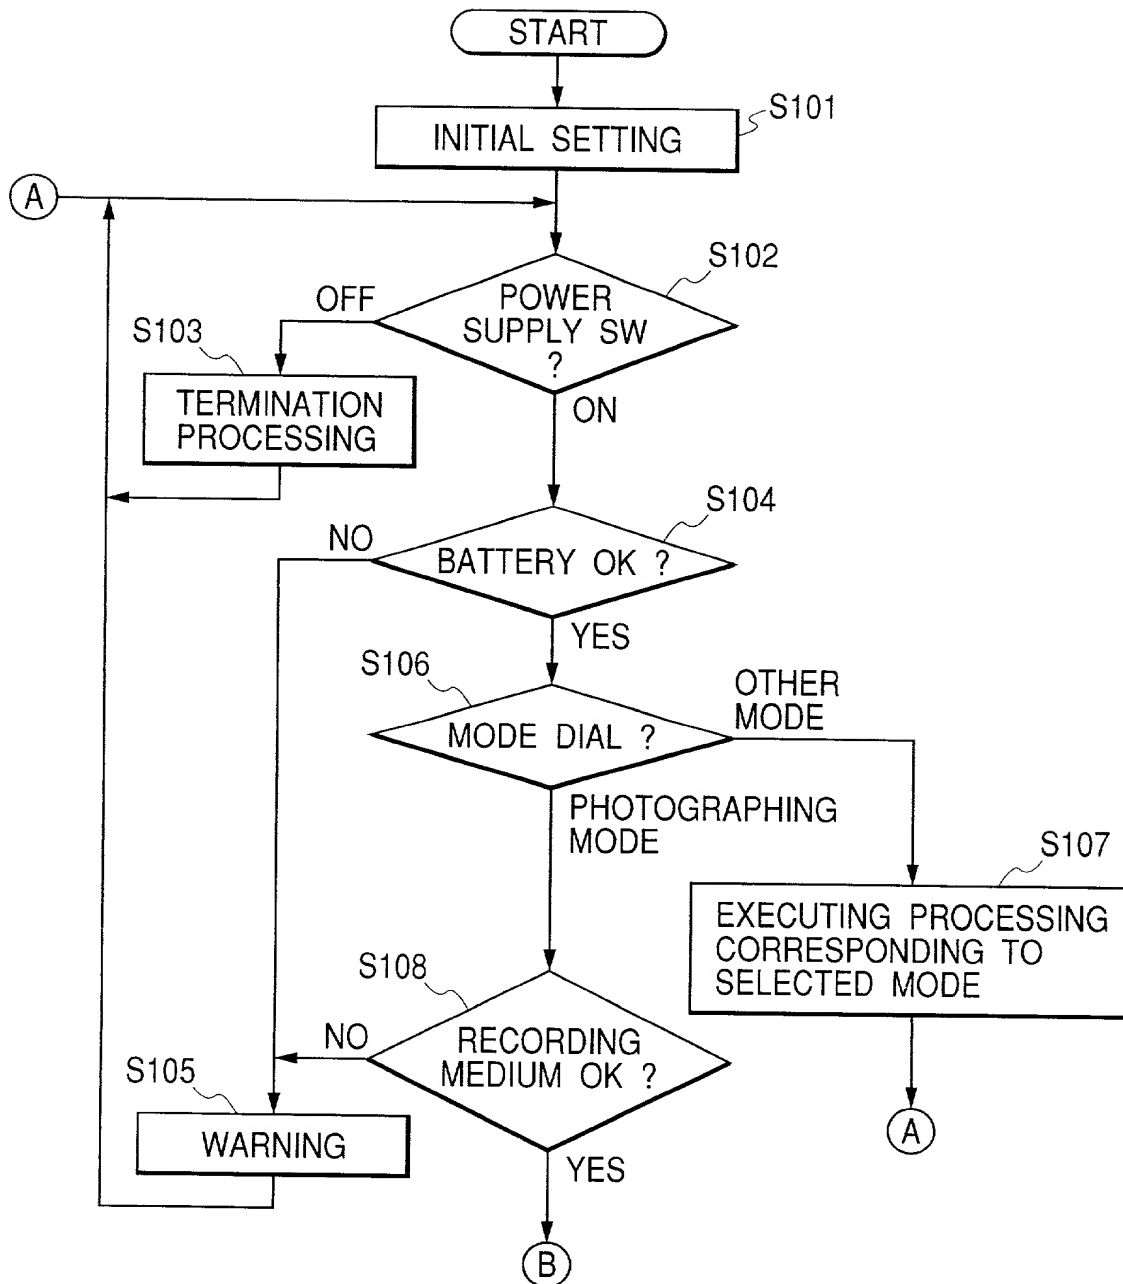 START
S101
INITIAL SETTING
A
S102
OFF
POWER
SUPPLY SW
?
S103
TERMINATION
PROCESSING
ON
S104
NO
BATTERY OK ?
YES
S106
OTHER
MODE
MODE DIAL ?
PHOTOGRAPHING
MODE
S107
EXECUTING PROCESSING
CORRESPONDING TO
SELECTED MODE
S108
NO
RECORDING
MEDIUM OK ?
S105
WARNING
A
YES
B